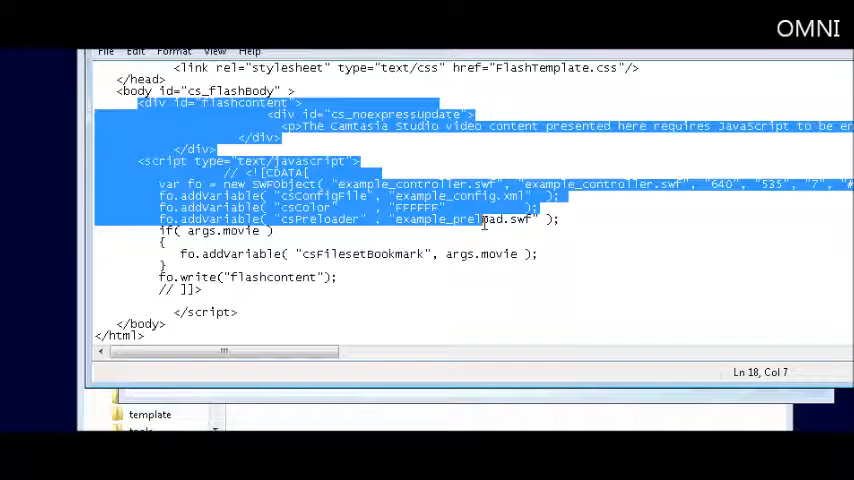 OMNI
File Edit Format View Help
<link rel="stylesheet" type="text/css" href="FlashTemplate.css"/>
</head>
<body id="cs_flashBody" >
<div id="flashcontent">
<div id="cs_noexpressUpdate">
<p>The Camtasia Studio video content presented here requires JavaScript to be en
</div>
</div>
<script type="text/javascript">
// <![CDATA[
var fo = new SWFObject( "example_controller.swf", "example_controller.swf", "640", "535", "7", "#
fo.addVariable( "csConfigFile", "example_config.xml" );
fo.addVariable( "csColor" , "FFFFFF" );
fo.addVariable( "csPreloader" , "example_preload.swf" );
if( args.movie )
{
fo.addVariable( "csFilesetBookmark", args.movie );
}
fo.write("flashcontent");
// ]]>
</script>
</body>
</html>
Ln 18, Col 7
template